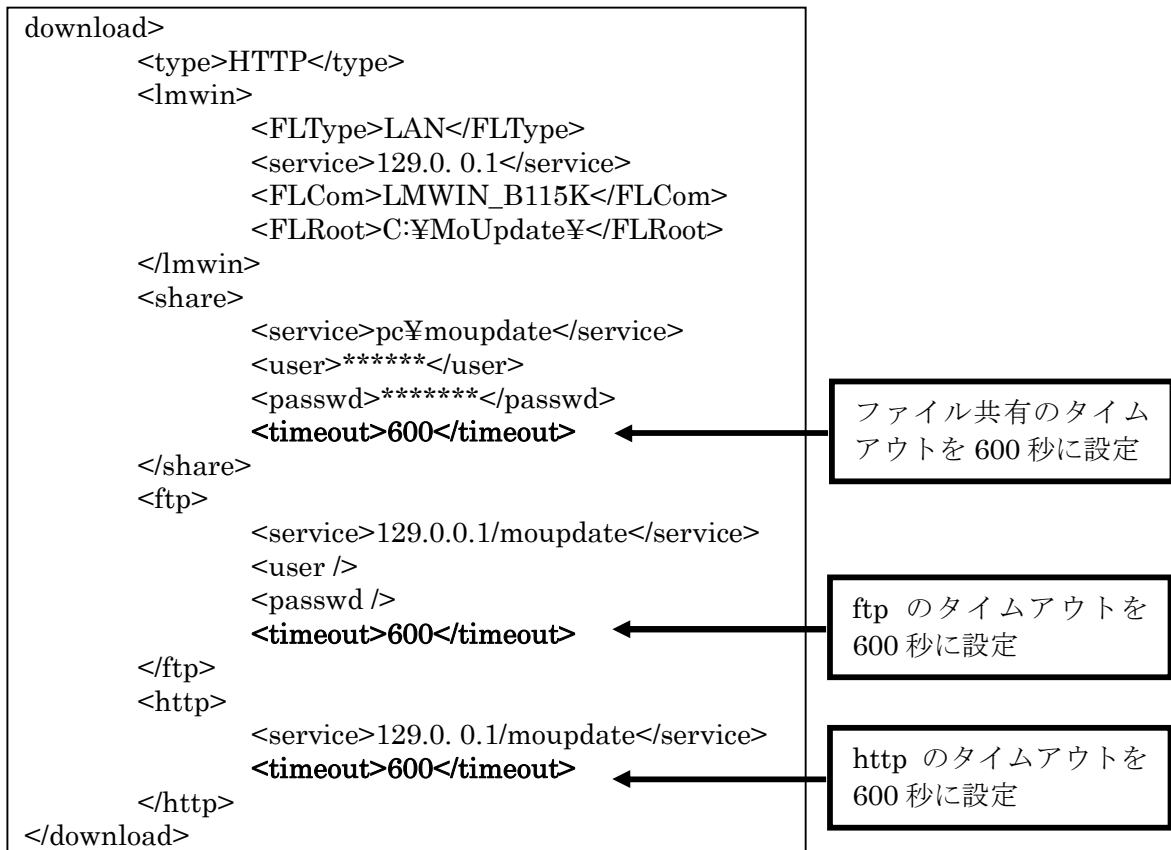 download>
<type>HTTP</type>
<lmwin>
<FLType>LAN</FLType>
<service>129.0. 0.1</service>
<FLCom>LMWIN_B115K</FLCom>
<FLRoot>C:¥MoUpdate¥</FLRoot>
</lmwin>
<share>
<service>pc¥moupdate</service>
<user>******</user>
<passwd>*******</passwd>
<timeout>600</timeout>
</share>
<ftp>
<service>129.0.0.1/moupdate</service>
<user />
<passwd />
<timeout>600</timeout>
</ftp>
<http>
<service>129.0. 0.1/moupdate</service>
<timeout>600</timeout>
</http>
</download>
ファイル共有のタイム
アウトを 600 秒に設定
ftp のタイムアウトを
600 秒に設定
http のタイムアウトを
600 秒に設定